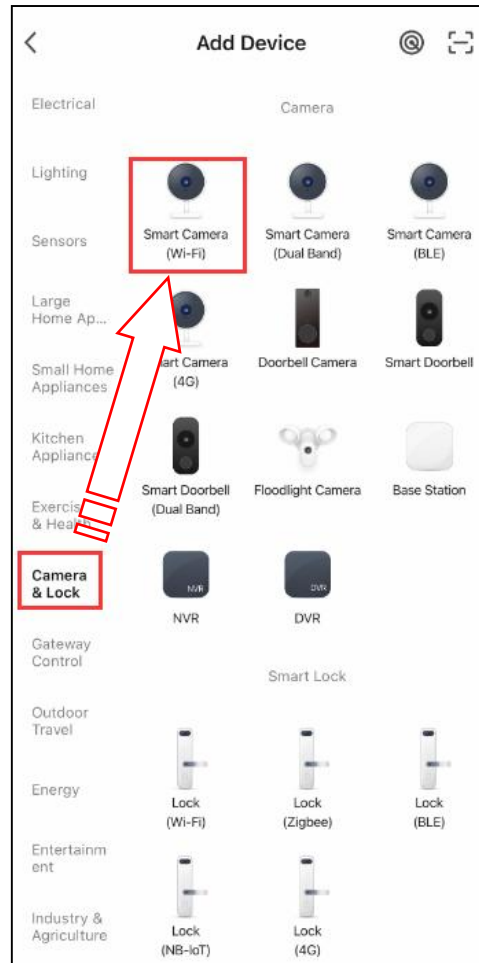 Add Device
Electrical
Lighting
Sensors
Large
Home Ap...
Small Home
Appliances
Kitchen
Appliance
Exercis
& Health
Camera
& Lock
Gateway
Control
Outdoor
Travel
Energy
Entertainm
ent
Industry &
Agriculture
Camera
Smart Camera
(Wi-Fi)
Smart Camera
(Dual Band)
Smart Camera
(BLE)
art Camera
(4G)
Doorbell Camera
Smart Doorbell
Smart Doorbell
(Dual Band)
Floodlight Camera
Base Station
NVR
NVR
DVR
DVR
Smart Lock
Lock
(Wi-Fi)
Lock
(Zigbee)
Lock
(BLE)
Lock
(NB-IoT)
Lock
(4G)